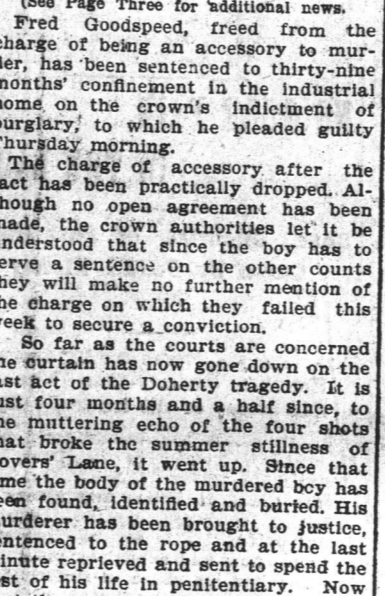 (See Page Three for additional news.
Fred Goodspeed, freed from the
charge of being an accessory to mur-
der, has been sentenced to thirty-nine
months' confinement in the industrial
home on the crown's indictment of
burglary, to which he pleaded guilty
Thursday morning.
The charge of accessory after the
fact has been practically dropped. Al-
though no open agreement has been
made, the crown authorities let it be
understood that since the boy has to
serve a sentence on the other counts
they will make no further mention of
the charge on which they failed this
week to secure a conviction.
So far as the courts are concerned
the curtain has now gone down on the
last act of the Doherty tragedy. It is
just four months and a half since, to
the muttering echo of the four shots
that broke the summer stillness of
Lovers' Lane, it went up. Since that
time the body of the murdered boy has
been found, identified and buried. His
murderer has been brought to justice,
sentenced to the rope and at the last
minute reprieved and sent to spend the
rest of his life in penitentiary. Now